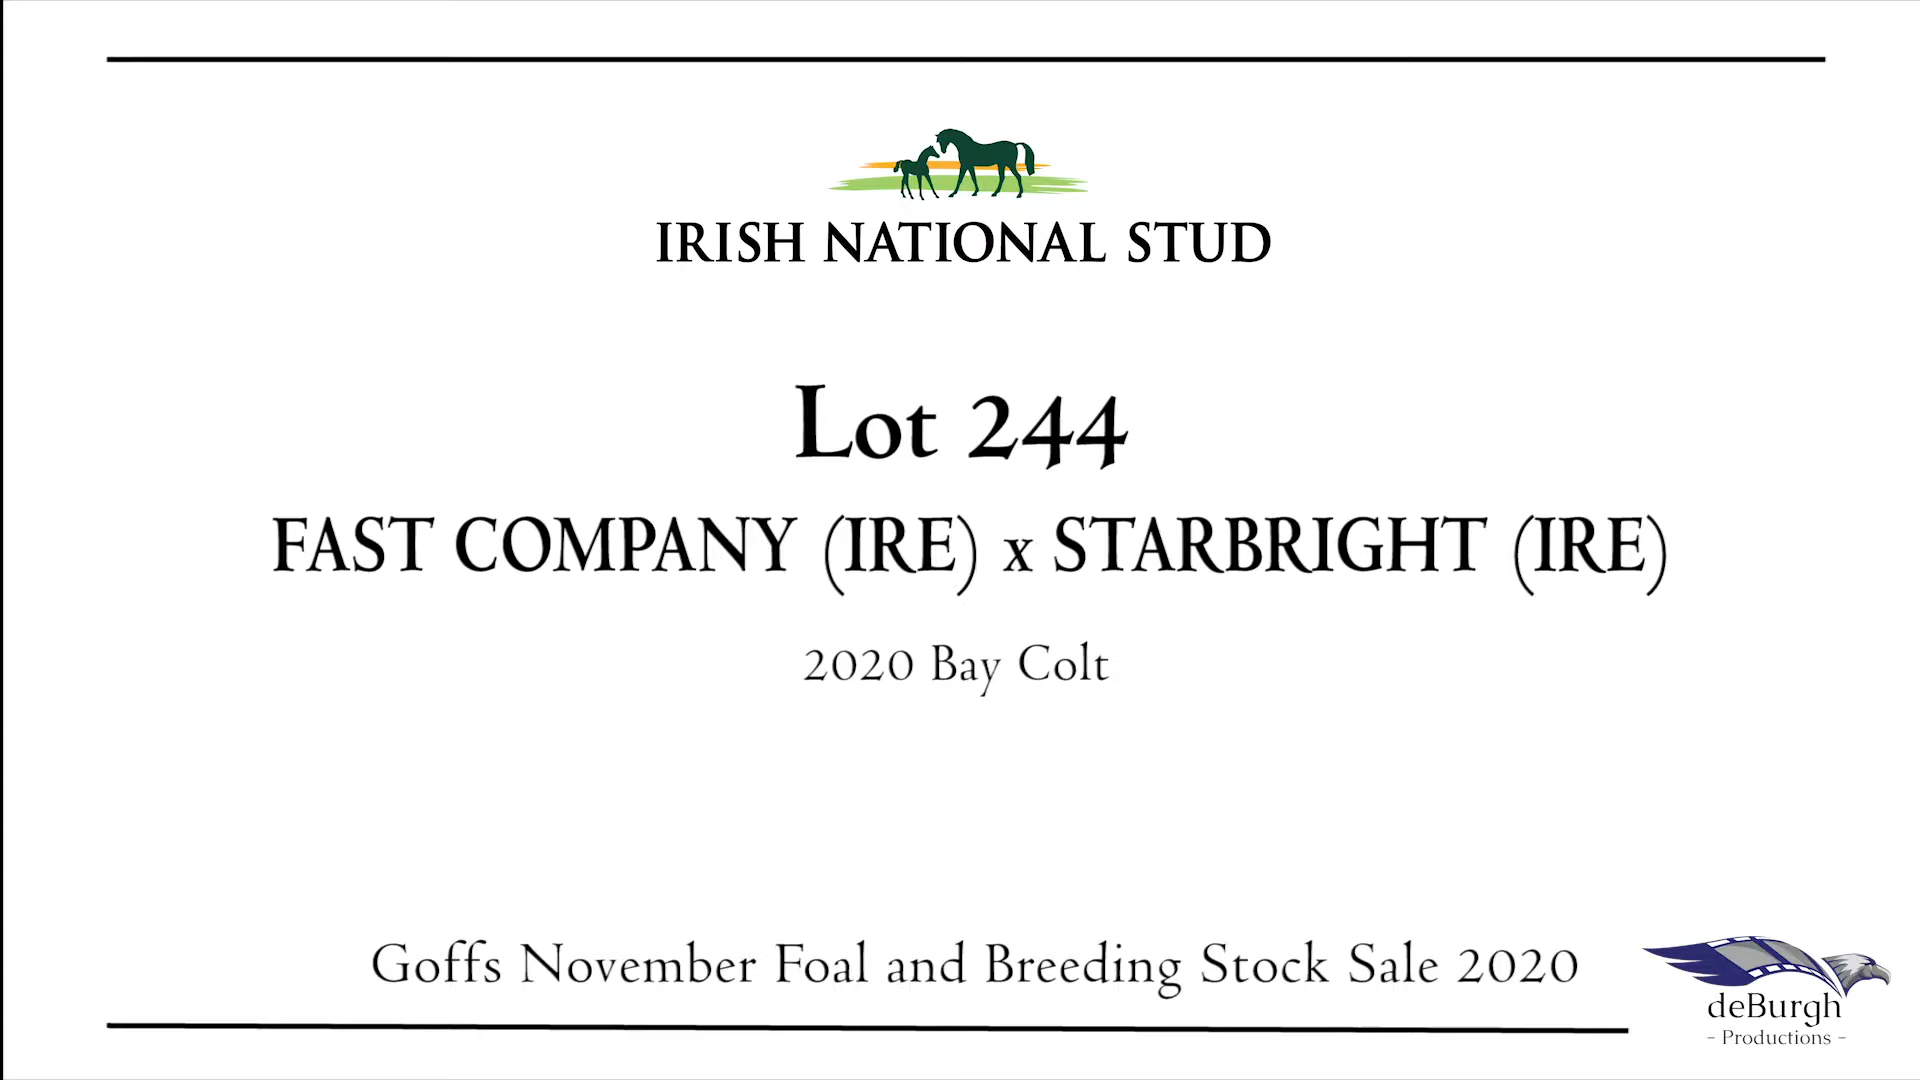 IRISH NATIONAL STUD
Lot 244
FAST COMPANY (IRE) x STARBRIGHT (IRE)
2020 Bay Colt
Goffs November Foal and Breeding Stock Sale 2020
deBurgh
- Productions -